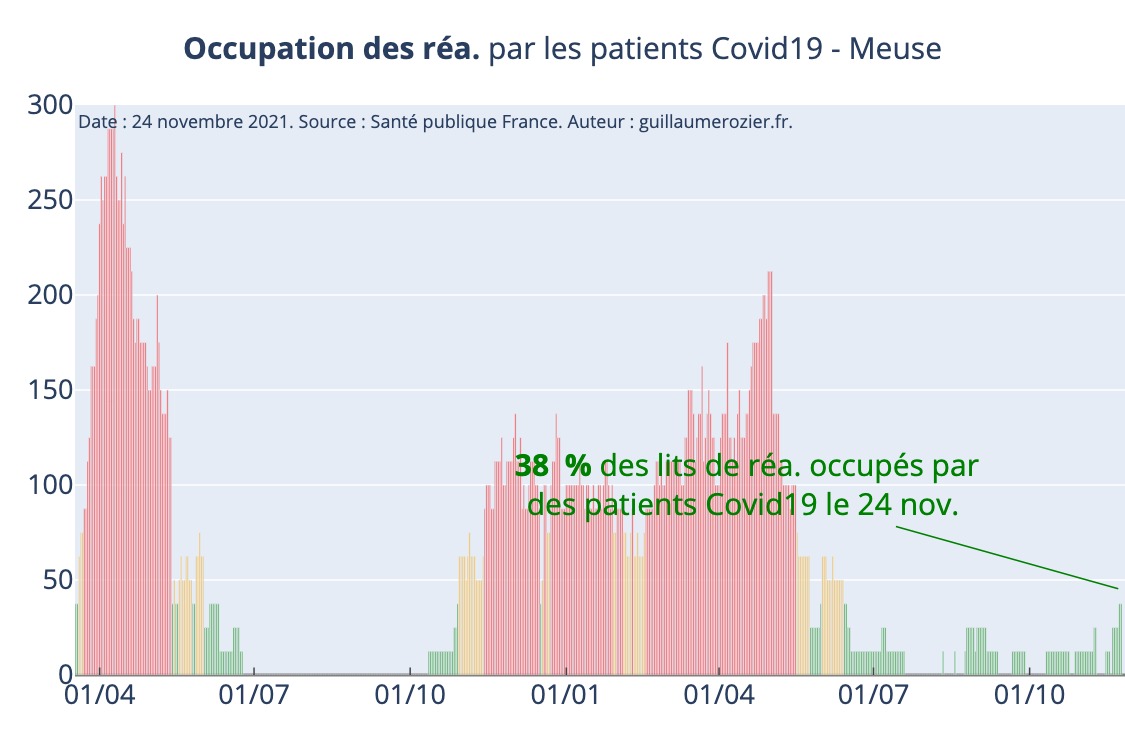 Occupation des réa. par les patients Covid19 - Meuse
300
Date : 24 novembre 2021. Source : Santé publique France. Auteur : guillaumerozier.fr.
250
200
150
100
50
0
38 % des lits de réa. occupés par
des patients Covid19 le 24 nov.
01/04 01/07 01/10 01/01 01/04 01/07 01/10